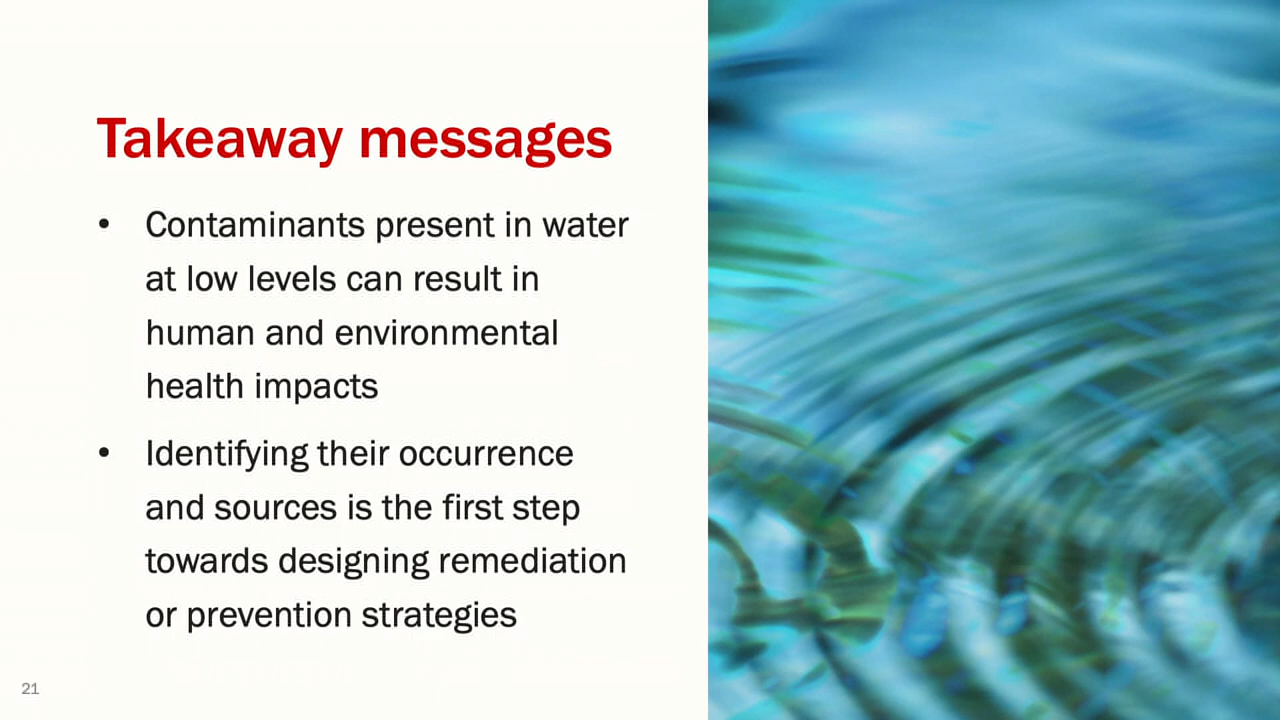 Takeaway messages
• Contaminants present in water
at low levels can result in
human and environmental
health impacts
• Identifying their occurrence
and sources is the first step
towards designing remediation
or prevention strategies
21